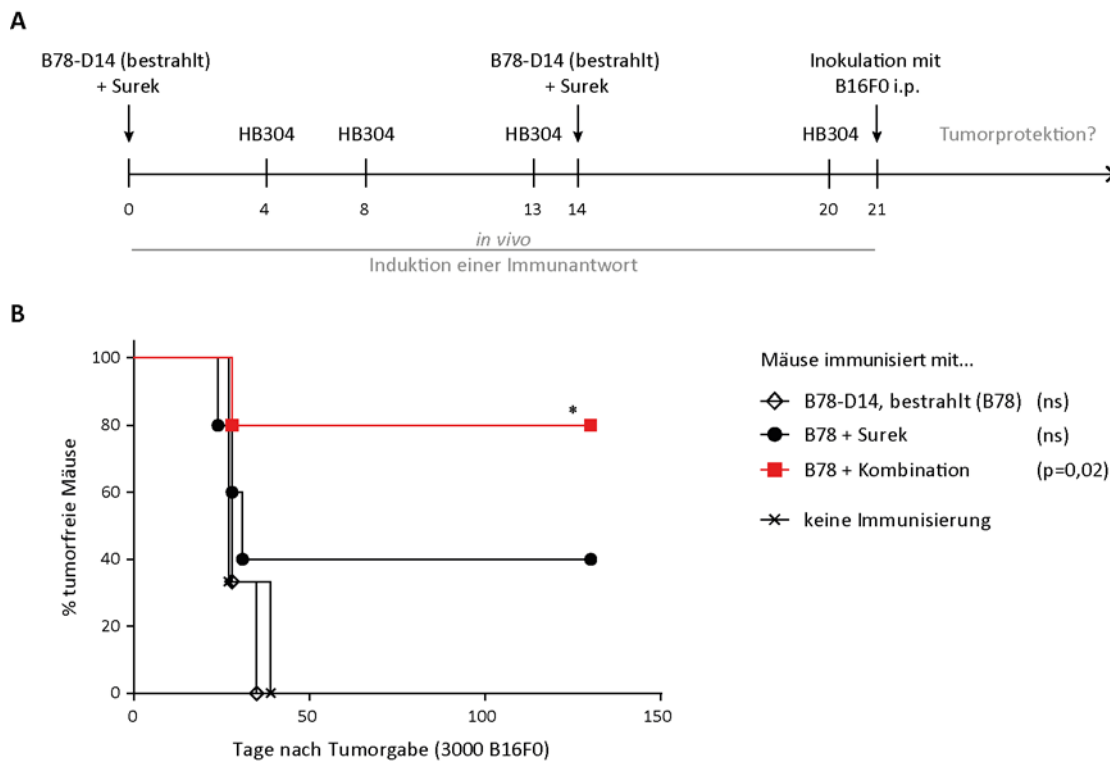 A
B78-D14 (bestrahlt)
+ Surek
B78-D14 (bestrahlt)
+ Surek
Inokulation mit
B16F0 i.p.
HB304
HB304
HB304
HB304
Tumorprotektion?
0
4
8
13
14
20
21
in vivo
Induktion einer Immunantwort
B
% tumorfreie Mäuse
100
80
60
40
20
0
*
0
50
100
150
Tage nach Tumorgabe (3000 B16F0)
Mäuse immunisiert mit...
B78-D14, bestrahlt (B78) (ns)
B78 + Surek (ns)
B78 + Kombination (p=0,02)
keine Immunisierung